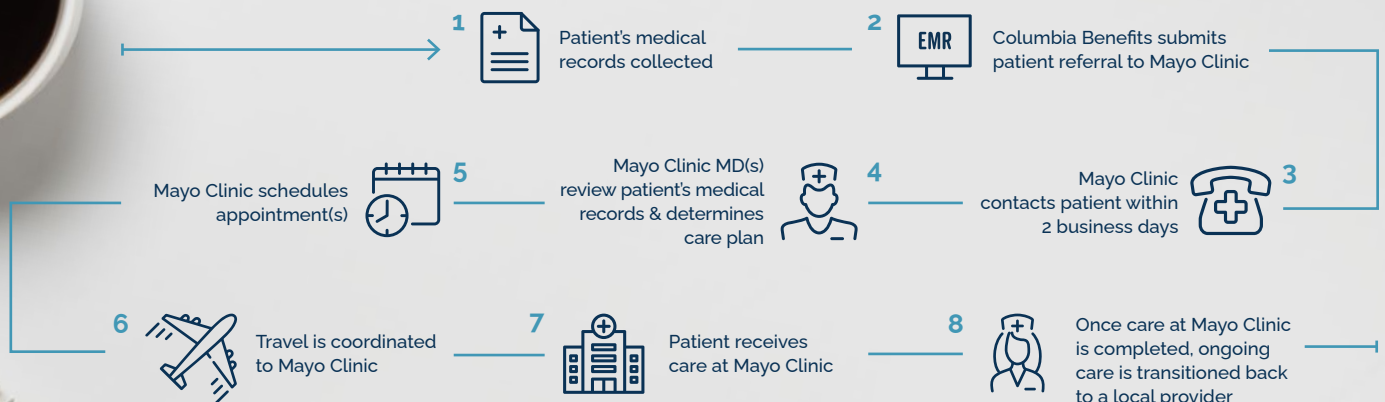 1
Patient's medical
records collected
2
EMR
Columbia Benefits submits
patient referral to Mayo Clinic
3
Mayo Clinic
contacts patient within
2 business days
4
Mayo Clinic MD(s)
review patient's medical
records & determines
care plan
5
Mayo Clinic schedules
appointment(s)
6
Travel is coordinated
to Mayo Clinic
7
Patient receives
care at Mayo Clinic
8
Once care at Mayo Clinic
is completed, ongoing
care is transitioned back
to a local provider